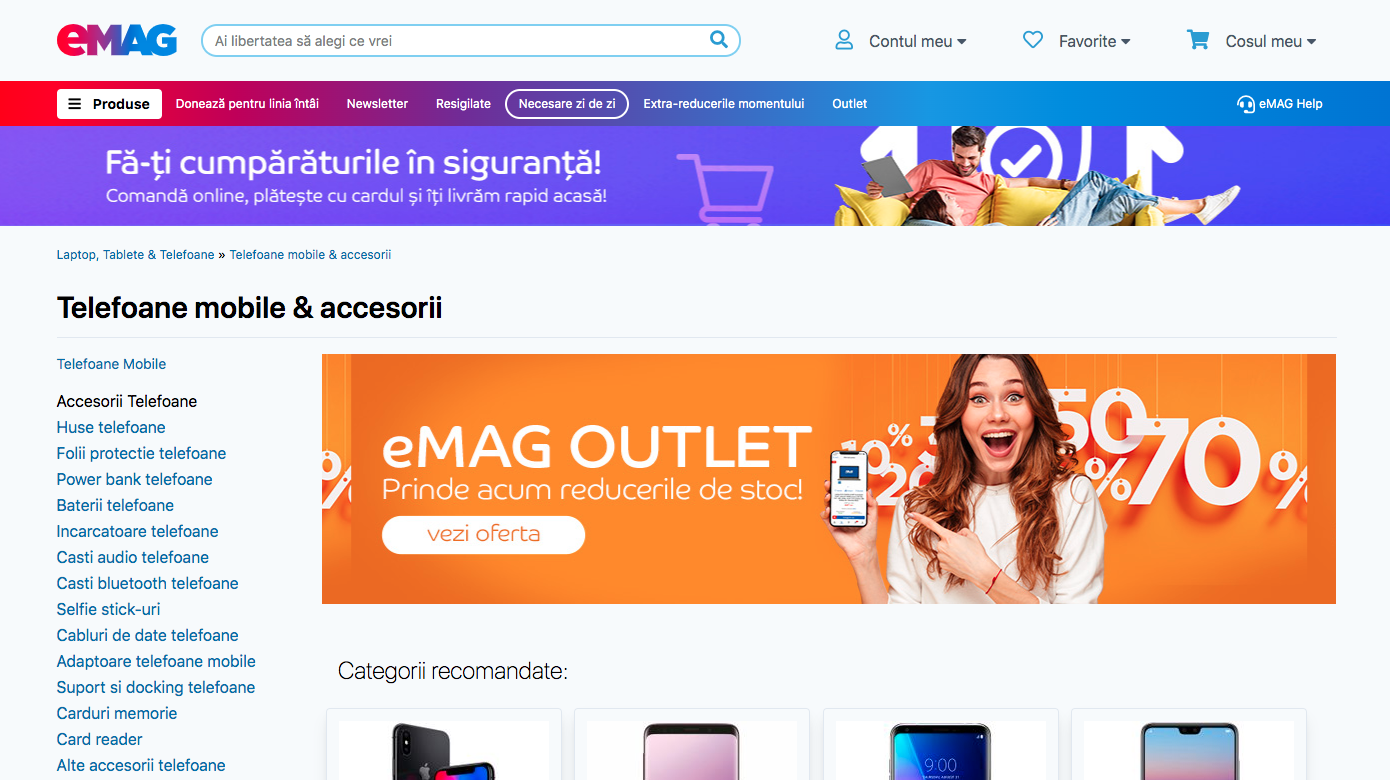 eMAG
Ai libertatea să alegi ce vrei
Contul meu
Favorite
Cosul meu
Produse
Donează pentru linia întâi
Newsletter
Resigilate
Necesare zi de zi
Extra-reducerile momentului
Outlet
eMAG Help
Fă-ți cumpărăturile în siguranță!
Comandă online, plătește cu cardul și îți livrăm rapid acasă!
Laptop, Tablete & Telefoane » Telefoane mobile & accesorii
Telefoane mobile & accesorii
Telefoane Mobile
Accesorii Telefoane
Huse telefoane
Folii protectie telefoane
Power bank telefoane
Baterii telefoane
Incarcatoare telefoane
Casti audio telefoane
Casti bluetooth telefoane
Selfie stick-uri
Cabluri de date telefoane
Adaptoare telefoane mobile
Suport si docking telefoane
Carduri memorie
Card reader
Alte accesorii telefoane
eMAG OUTLET
Prinde acum reducerile de stoc!
vezi oferta
%
%
20
50
%
70
%
Categorii recomandate:
9:00